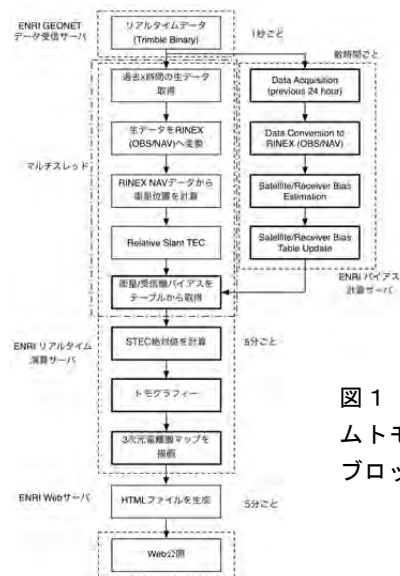 ENRI GEONET
データ受信サーバ
リアルタイムデータ
(Trimble Binary)
1秒ごと
数時間ごと
過去x時間の生データ
取得
生データをRINEX
(OBS/NAV)へ変換
マルチスレッド
RINEX NAVデータから
衛星位置を計算
Relative Slant TEC
衛星/受信機バイアスを
テーブルから取得
Data Acquisition
(previous 24 hour)
Data Conversion to
RINEX (OBS/NAV)
Satellite/Receiver Bias
Estimation
Satellite/Receiver Bias
Table Update
ENRI バイアス
計算サーバ
ENRI リアルタイム
演算サーバ
STEC絶対値を計算
5分ごと
トモグラフィー
3次元電離圏マップを
描画
ENRI Webサーバ
HTMLファイルを生成
5分ごと
Web公開
図1
ムトモ
ブロッ